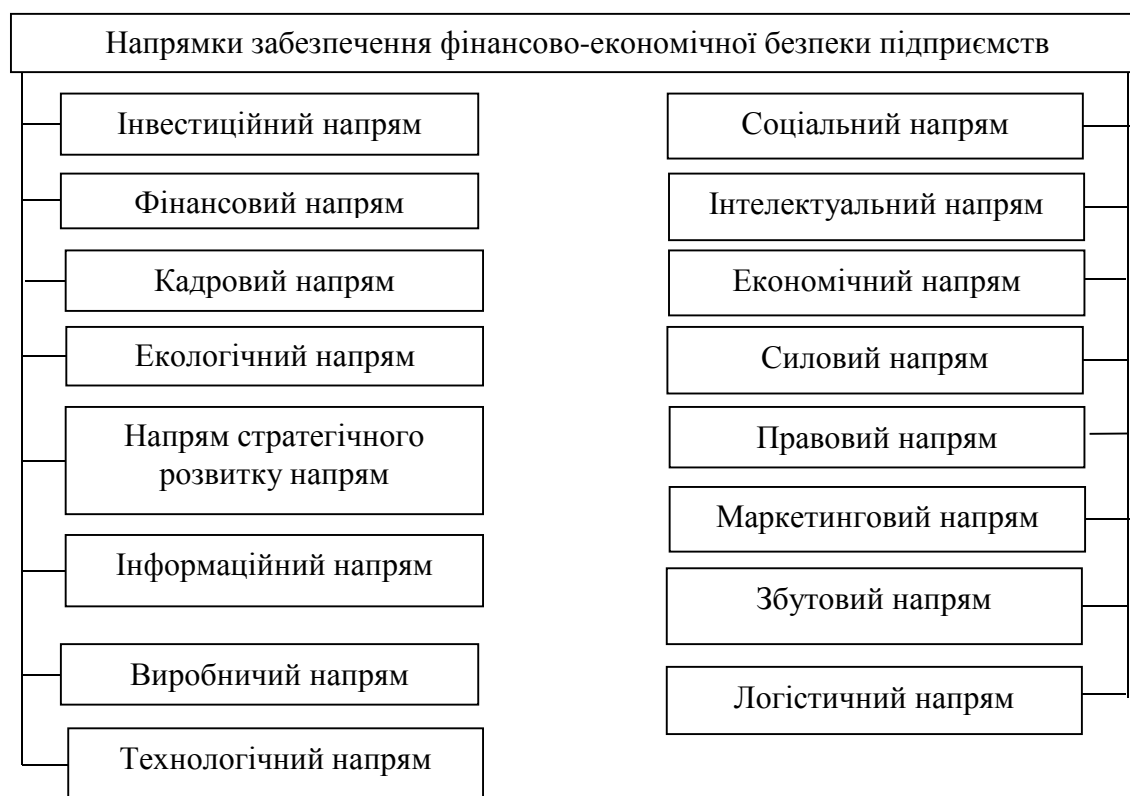 Напрямки забезпечення фінансово-економічної безпеки підприємств
Інвестиційний напрям
Фінансовий напрям
Кадровий напрям
Екологічний напрям
Напрям стратегічного
розвитку напрям
Інформаційний напрям
Виробничий напрям
Технологічний напрям
Соціальний напрям
Інтелектуальний напрям
Економічний напрям
Силовий напрям
Правовий напрям
Маркетинговий напрям
Збутовий напрям
Логістичний напрям